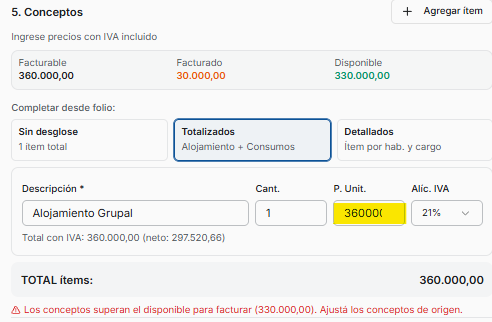 5. Conceptos
+ Agregar ítem
Ingrese precios con IVA incluido
Facturable Facturado Disponible
360.000,00 30.000,00 330.000,00
Completar desde folio:
Sin desglose Totalizados Detallados
1 ítem total Alojamiento + Consumos Ítem por hab. y cargo
Descripción * Cant. P. Unit. Alíc. IVA
Alojamiento Grupal 1 36000( 21%
Total con IVA: 360.000,00 (neto: 297.520,66)
TOTAL ítems: 360.000,00
Los conceptos superan el disponible para facturar (330.000,00). Ajustá los conceptos de origen.